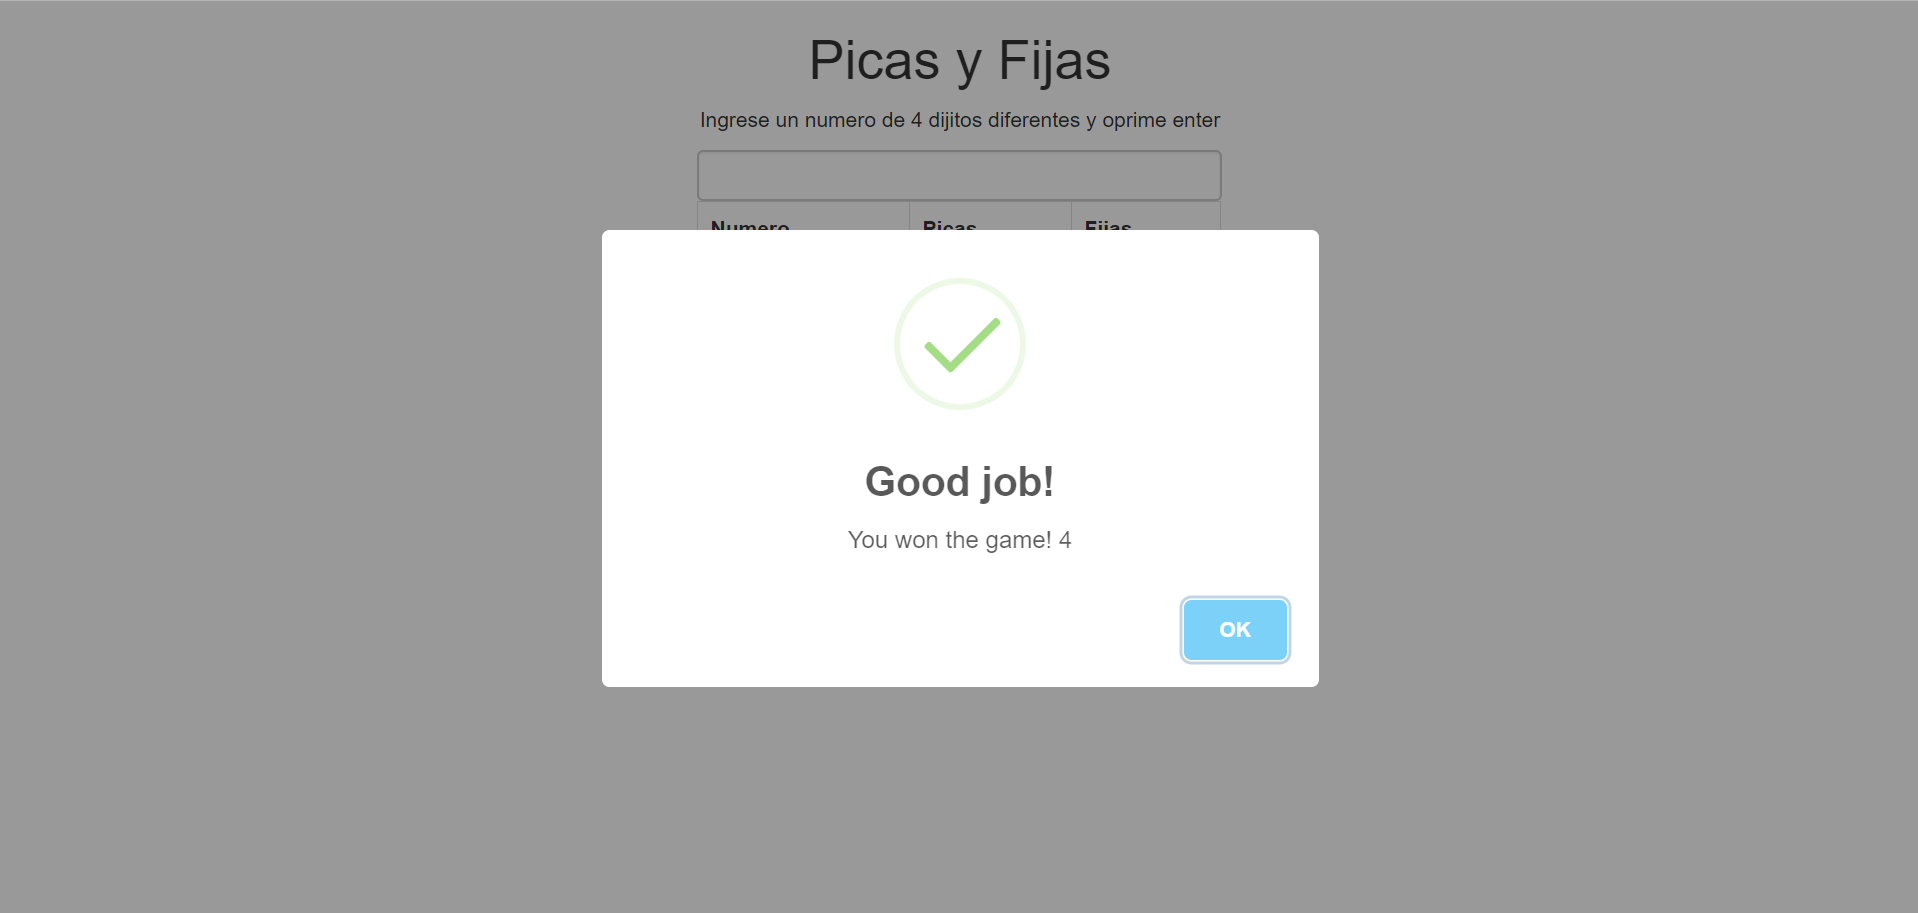 Picas y Fijas
Ingrese un numero de 4 dijitos diferentes y oprime enter
Numero Picas Fijas
Good job!
You won the game! 4
OK